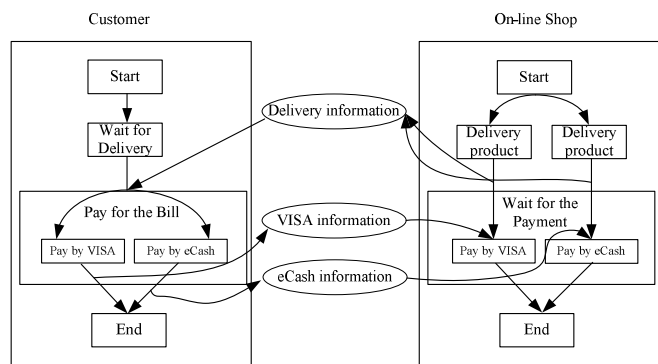 Customer
On-line Shop
Start
Start
Delivery information
Wait for
Delivery
Delivery
product
Delivery
product
Pay for the Bill
VISA information
Wait for the
Payment
Pay by VISA
Pay by eCash
Pay by VISA
Pay by eCash
eCash information
End
End